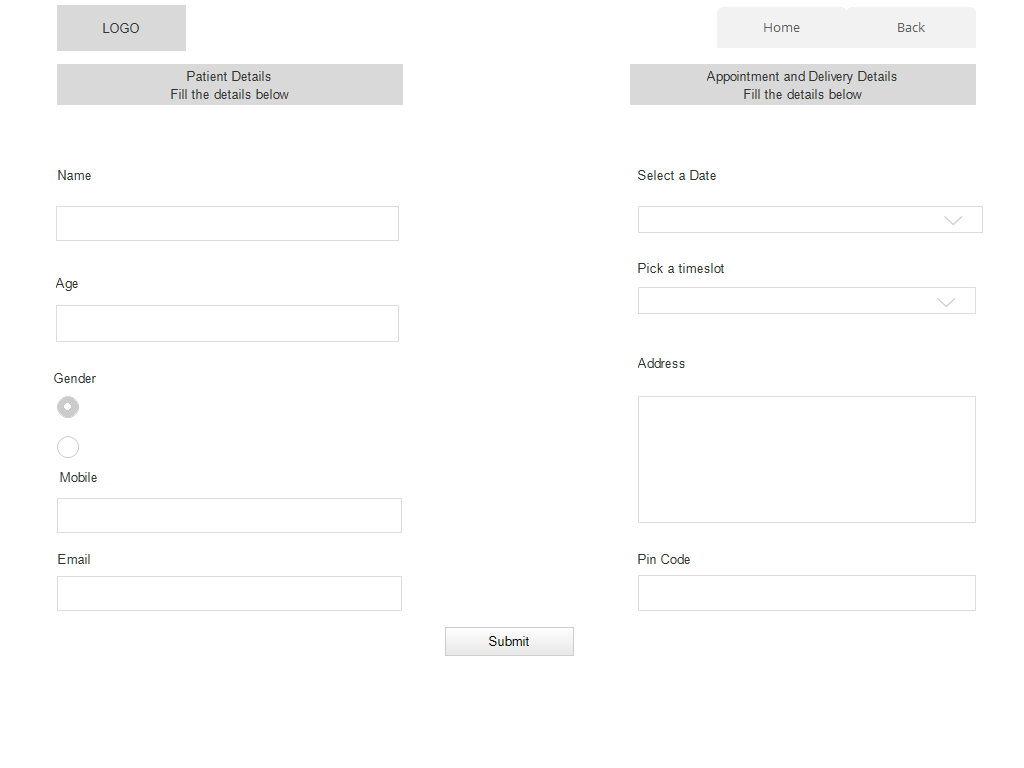 LOGO
Home
Back
Patient Details
Fill the details below
Appointment and Delivery Details
Fill the details below
Name
Select a Date
Age
Pick a timeslot
Gender
Address
Mobile
Email
Pin Code
Submit